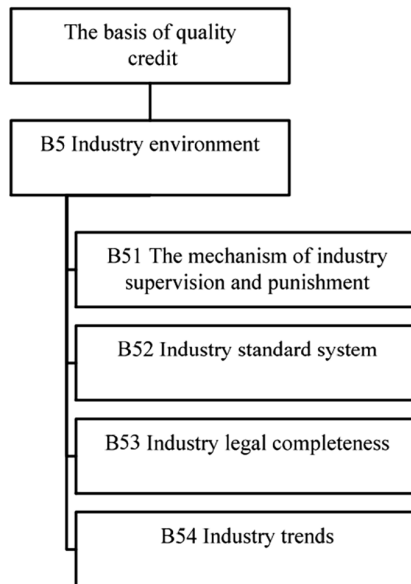 The basis of quality
credit
B5 Industry environment
B51 The mechanism of industry
supervision and punishment
B52 Industry standard system
B53 Industry legal completeness
B54 Industry trends